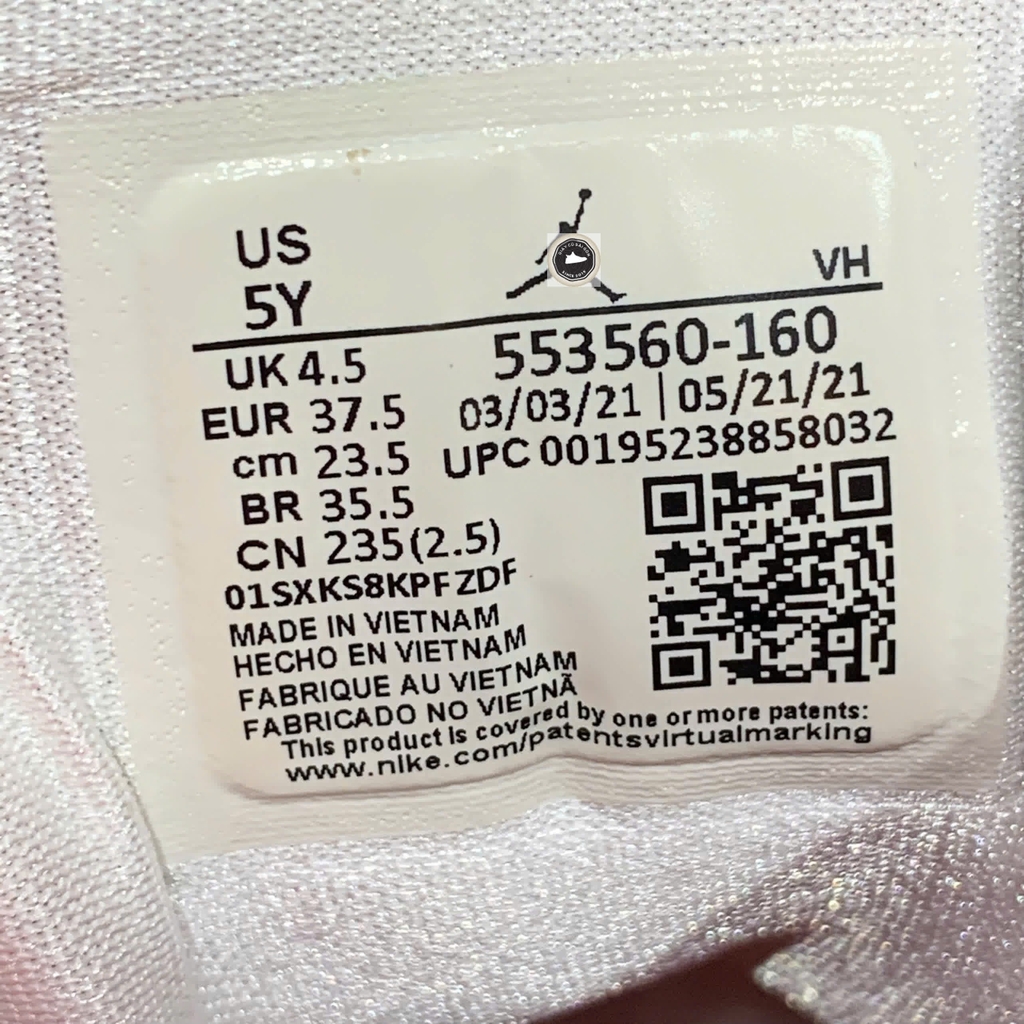 US
5Y
VH
UK 4.5
553560-160
EUR 37.5
03/03/21 | 05/21/21
cm 23.5
UPC 00195238858032
BR 35.5
CN 235(2.5)
01SXKS8KPFZDF
MADE IN VIETNAM
HECHO EN VIETNAM
FABRIQUE AU VIETNAM
FABRICADO NO VIETNÃ
This product is covered by one or more patents:
www.nike.com/patentsvirtualmarking